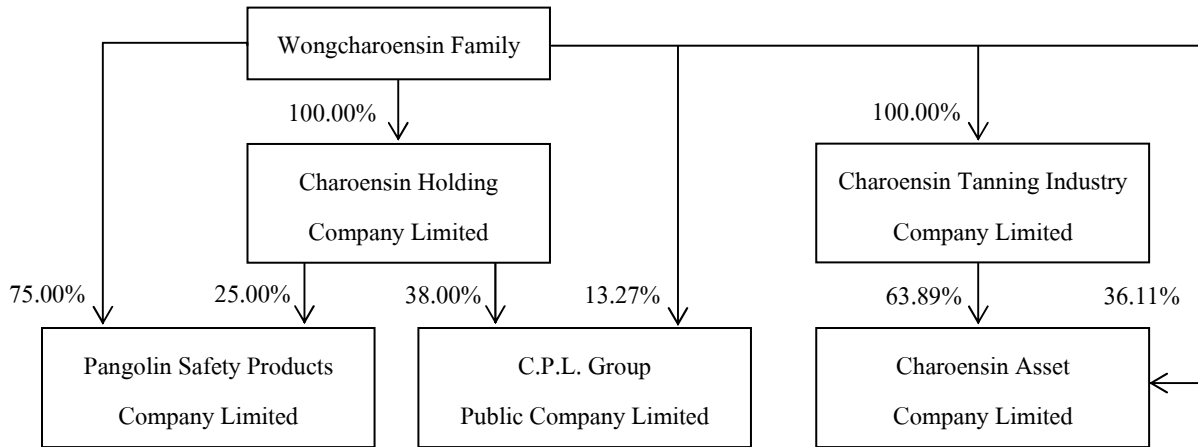 Wongcharoensin Family
100.00%
100.00%
Charoensin Holding
Company Limited
Charoensin Tanning Industry
Company Limited
75.00%
25.00%
38.00%
13.27%
63.89%
36.11%
Pangolin Safety Products
Company Limited
C.P.L. Group
Public Company Limited
Charoensin Asset
Company Limited